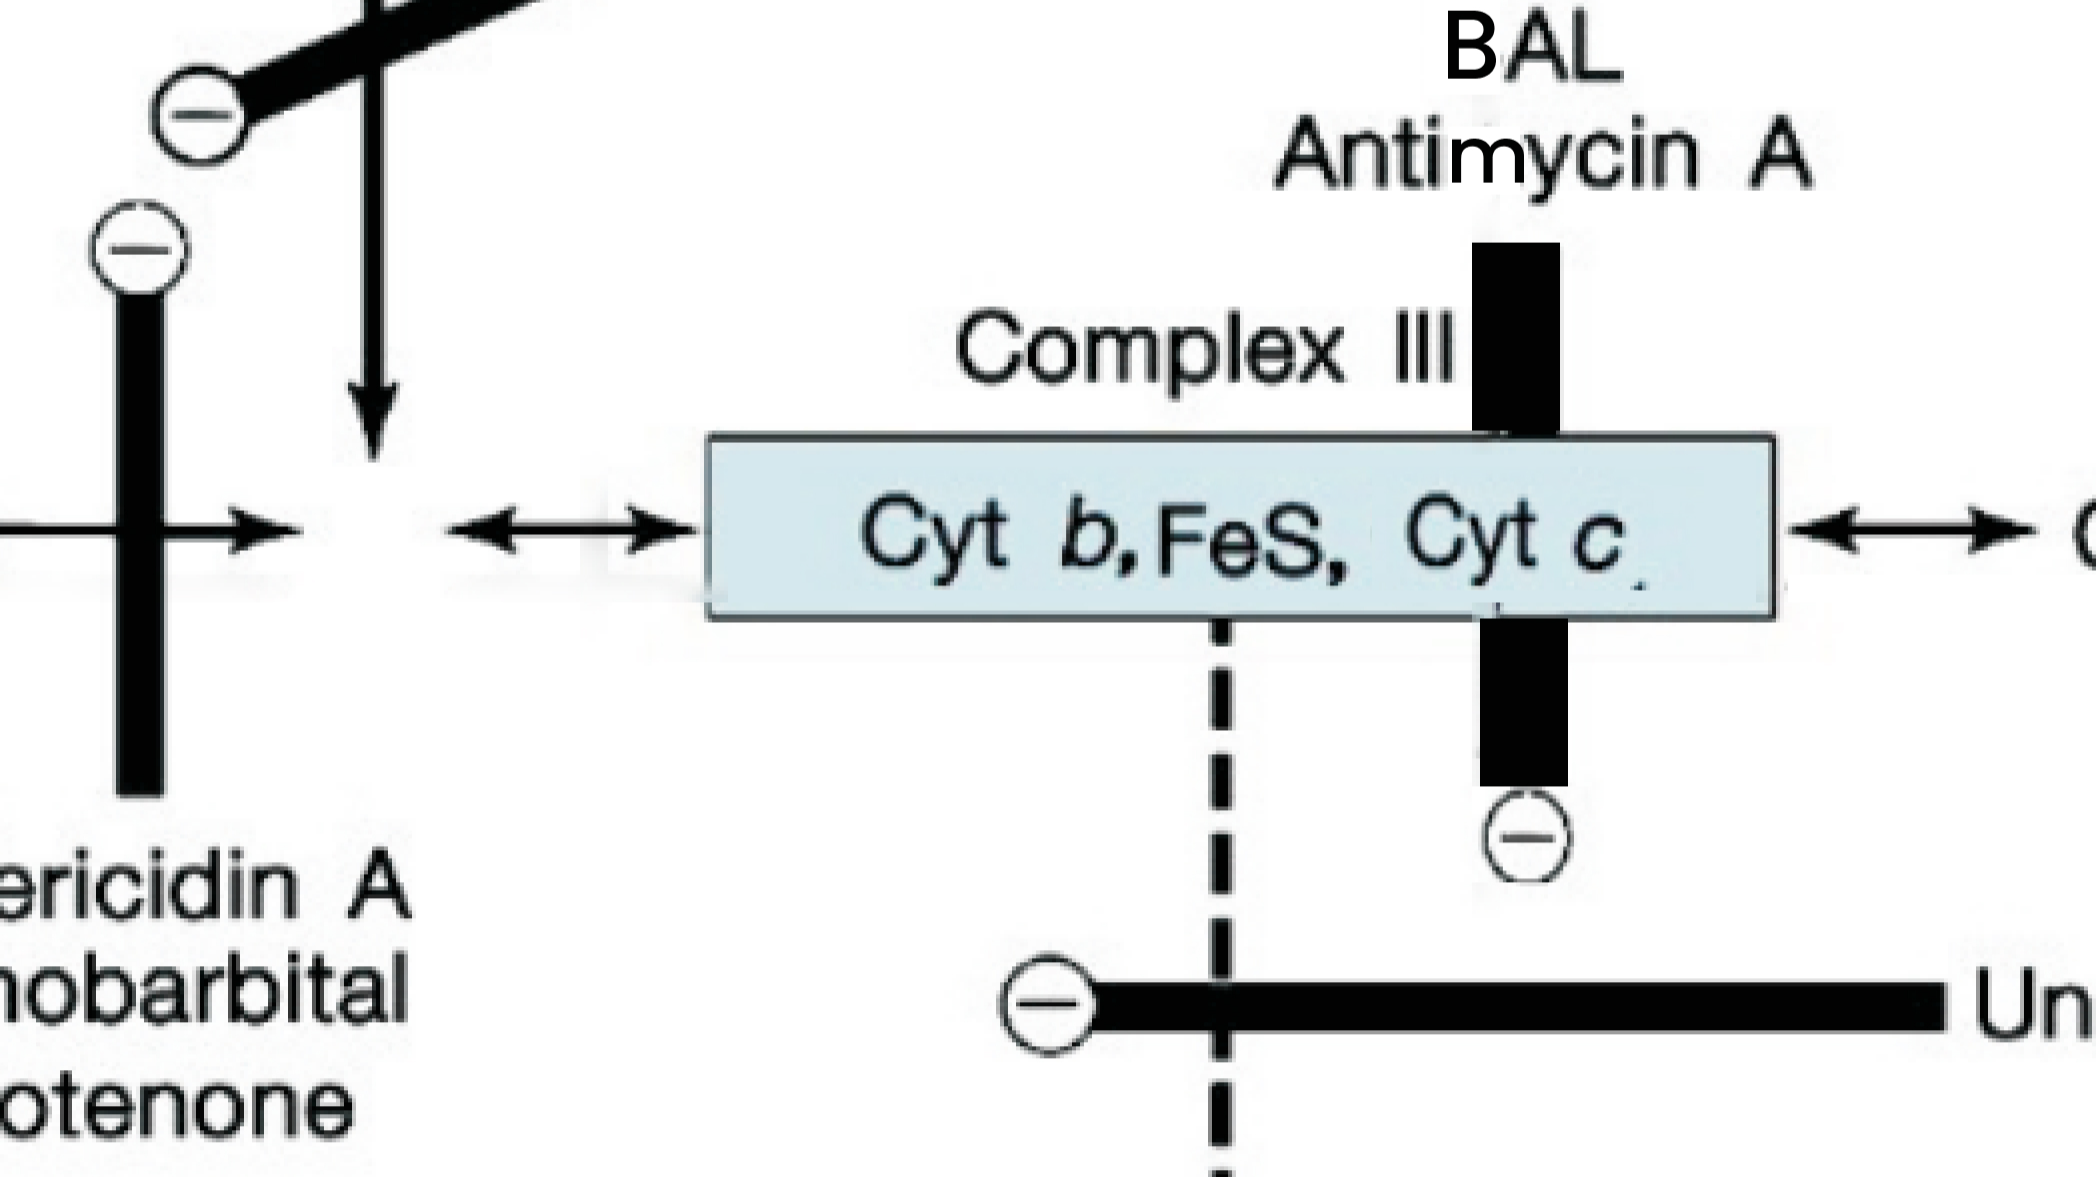 BAL
Antimycin A
Complex III
Cyt b, FeS, Cyt c
ericidin A
nobarbital
otenone
Un